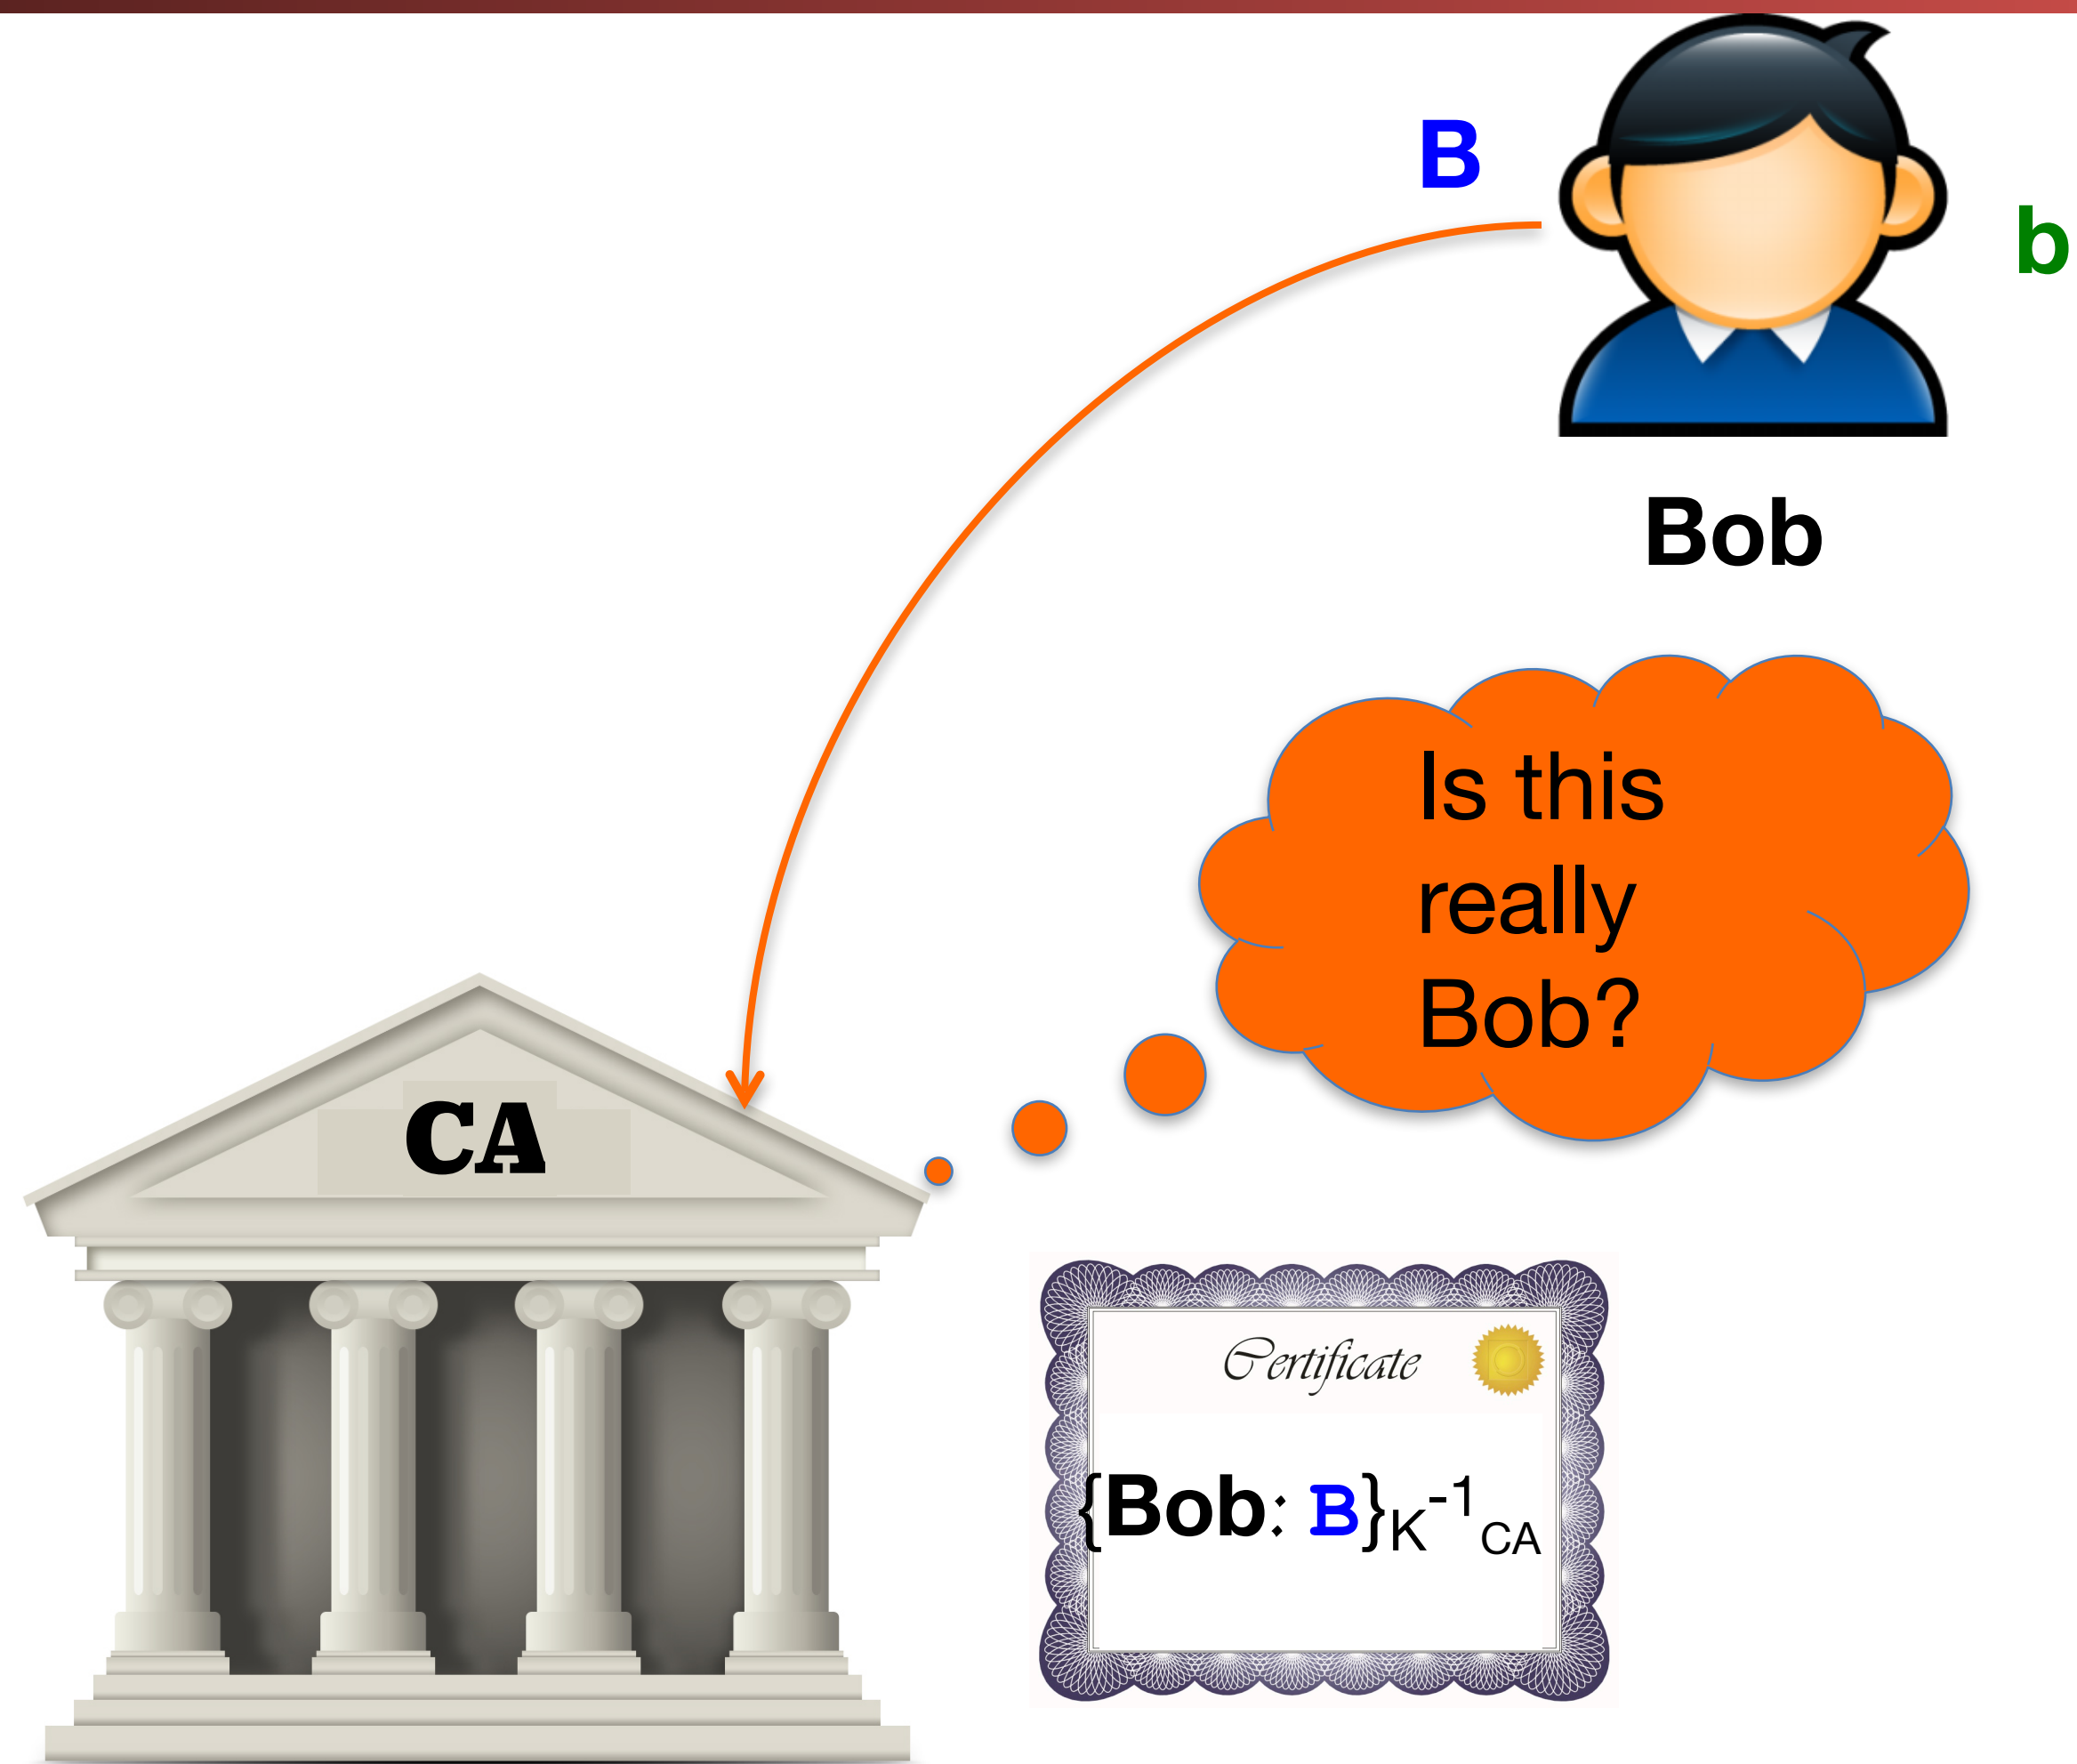 B
b
Bob
Is this
really
Bob?
CA
Certificate
{Bob: B}K⁻¹CA